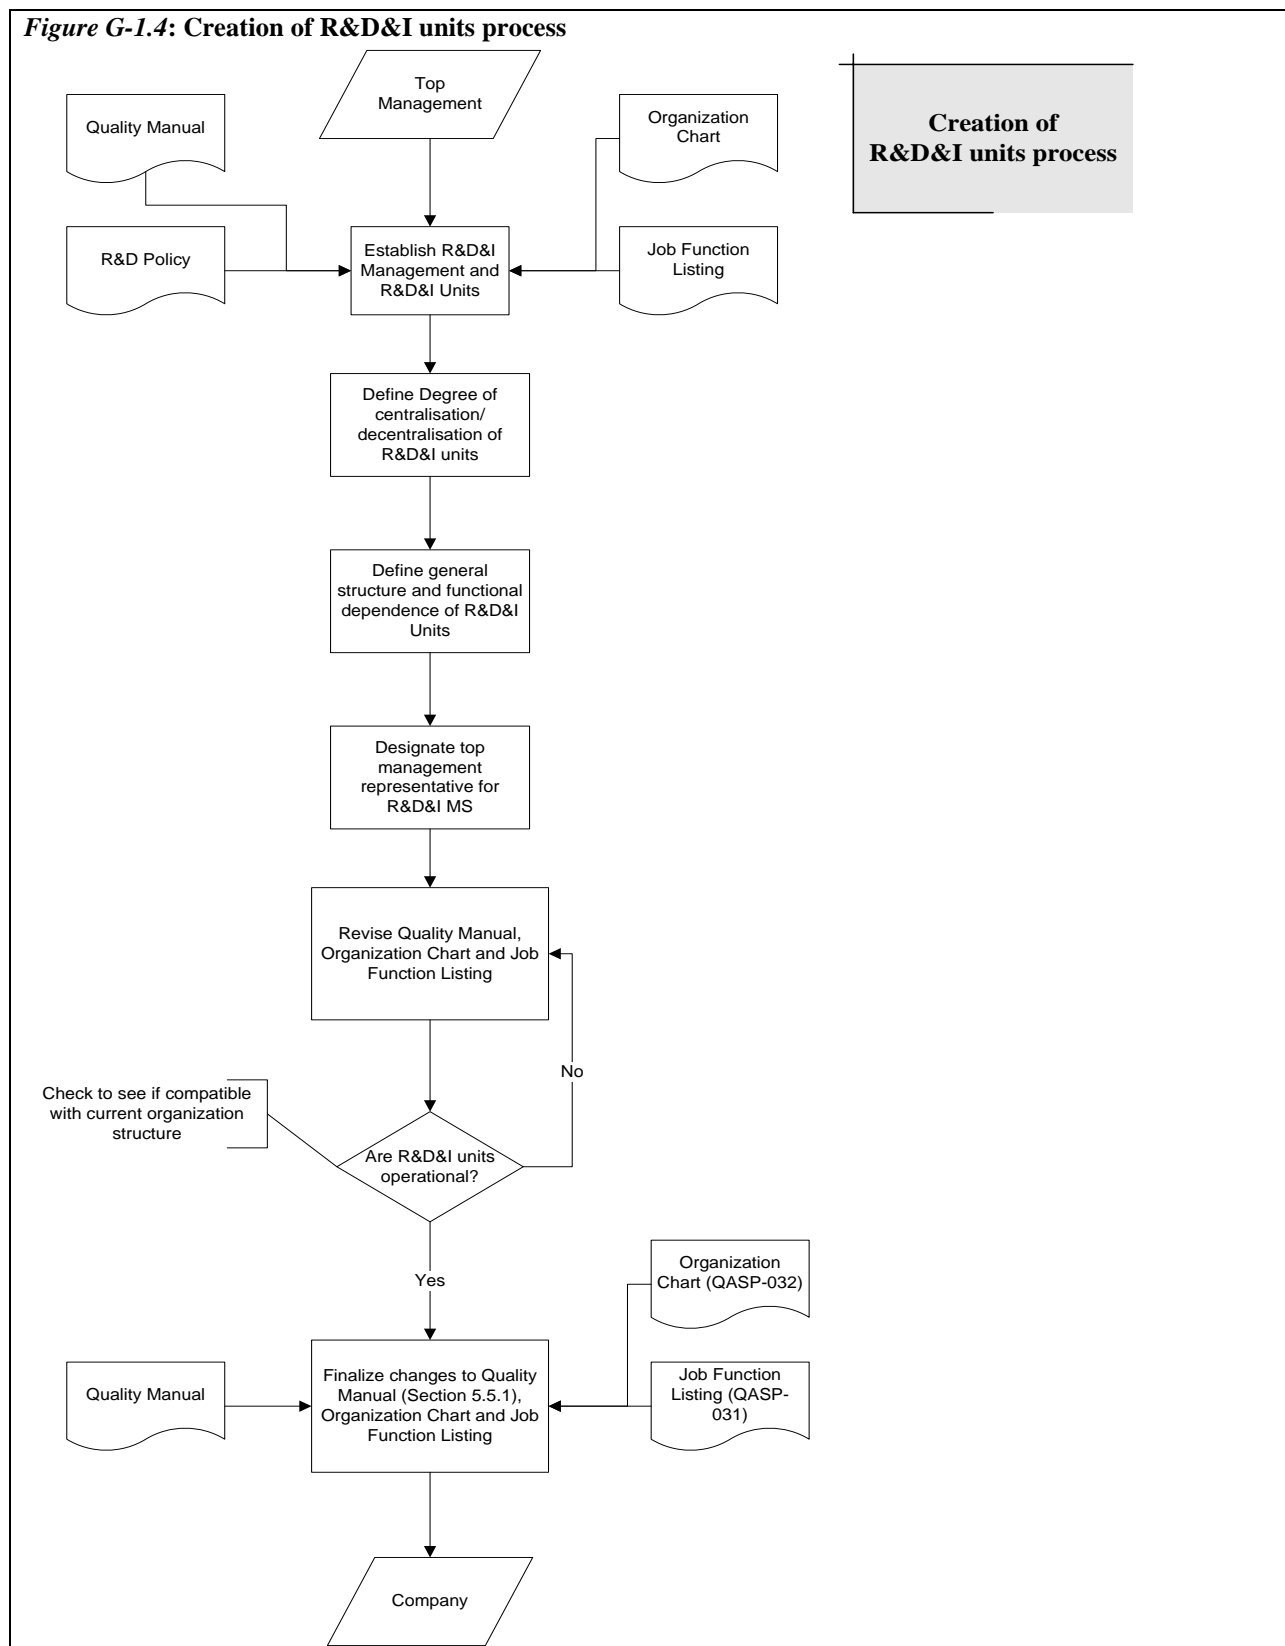 Figure G-1.4: Creation of R&D&I units process
Top
Management
Quality Manual
Organization
Chart
Creation of
R&D&I units process
R&D Policy
Establish R&D&I
Management and
R&D&I Units
Job Function
Listing
Define Degree of
centralisation/
decentralisation of
R&D&I units
Define general
structure and functional
dependence of R&D&I
Units
Designate top
management
representative for
R&D&I MS
Revise Quality Manual,
Organization Chart and Job
Function Listing
No
Check to see if compatible
with current organization
structure
Are R&D&I units
operational?
Yes
Organization
Chart (QASP-032)
Quality Manual
Finalize changes to Quality
Manual (Section 5.5.1),
Organization Chart and Job
Function Listing
Job Function
Listing (QASP-
031)
Company